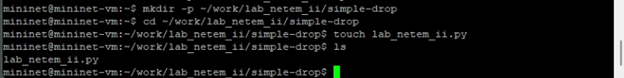 mininet@mininet-vm:~$ mkdir -p ~/work/lab_netem_ii/simple-drop
mininet@mininet-vm:~$ cd ~/work/lab_netem_ii/simple-drop
mininet@mininet-vm:~/work/lab_netem_ii/simple-drop$ touch lab_netem_ii.py
mininet@mininet-vm:~/work/lab_netem_ii/simple-drop$ ls
lab_netem_ii.py
mininet@mininet-vm:~/work/lab_netem_ii/simple-drop$